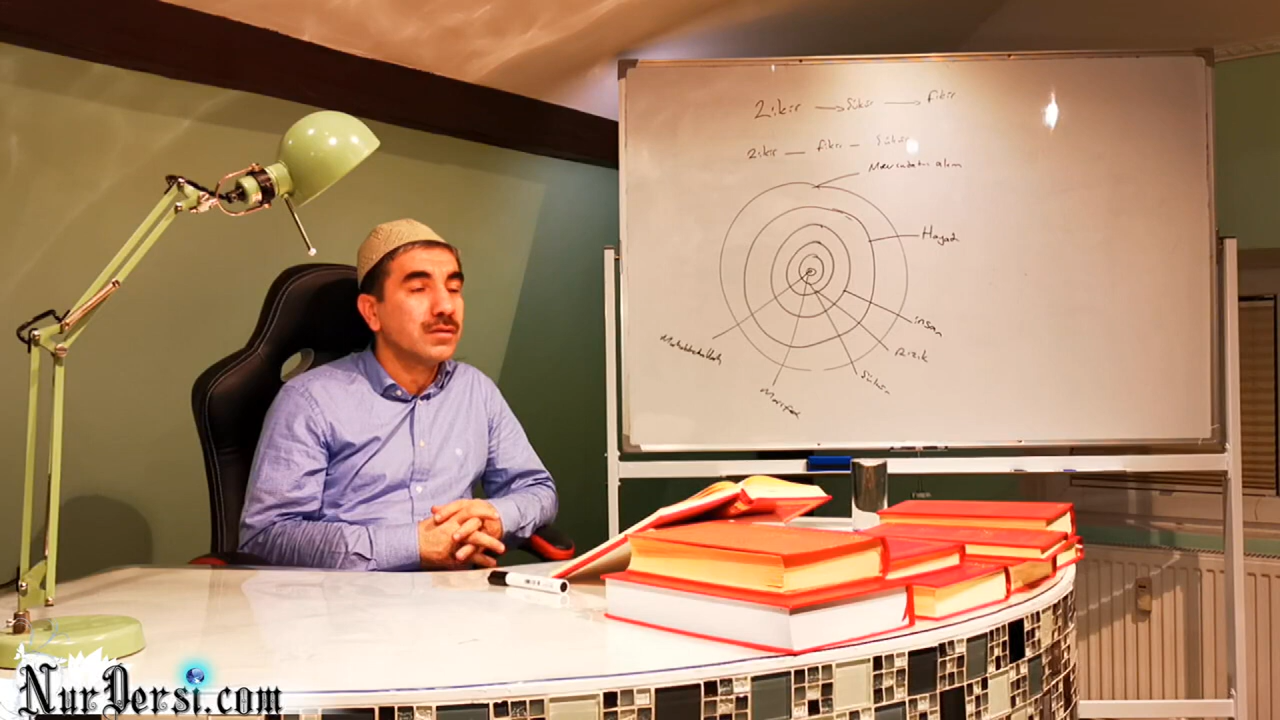 Zikir → Şükür → fikir
Zikir — fikir — Şükür
Mevcudatı alem
Hayat
insan
Rızık
Şükür
Marifet
Muhabbetullah
NurDersi.com